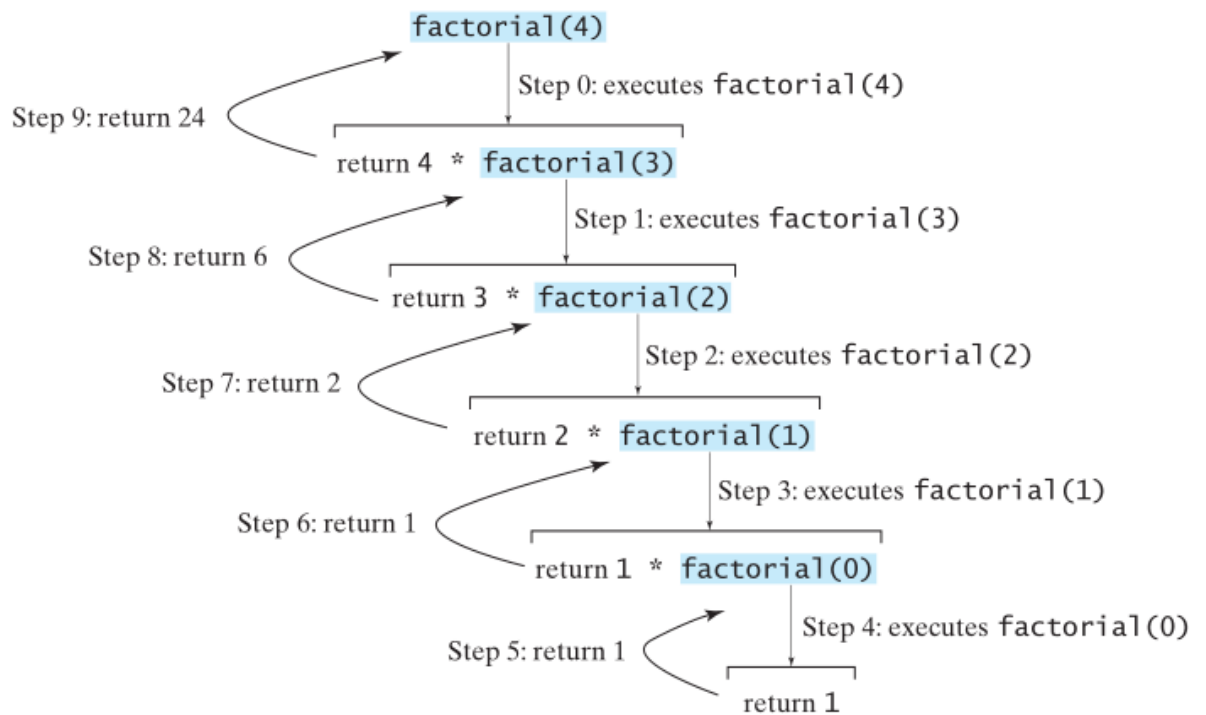 factorial(4)
Step 0: executes factorial(4)
Step 9: return 24
return 4 * factorial(3)
Step 1: executes factorial(3)
Step 8: return 6
return 3 * factorial(2)
Step 2: executes factorial(2)
Step 7: return 2
return 2 * factorial(1)
Step 3: executes factorial(1)
Step 6: return 1
return 1 * factorial(0)
Step 4: executes factorial(0)
Step 5: return 1
return 1